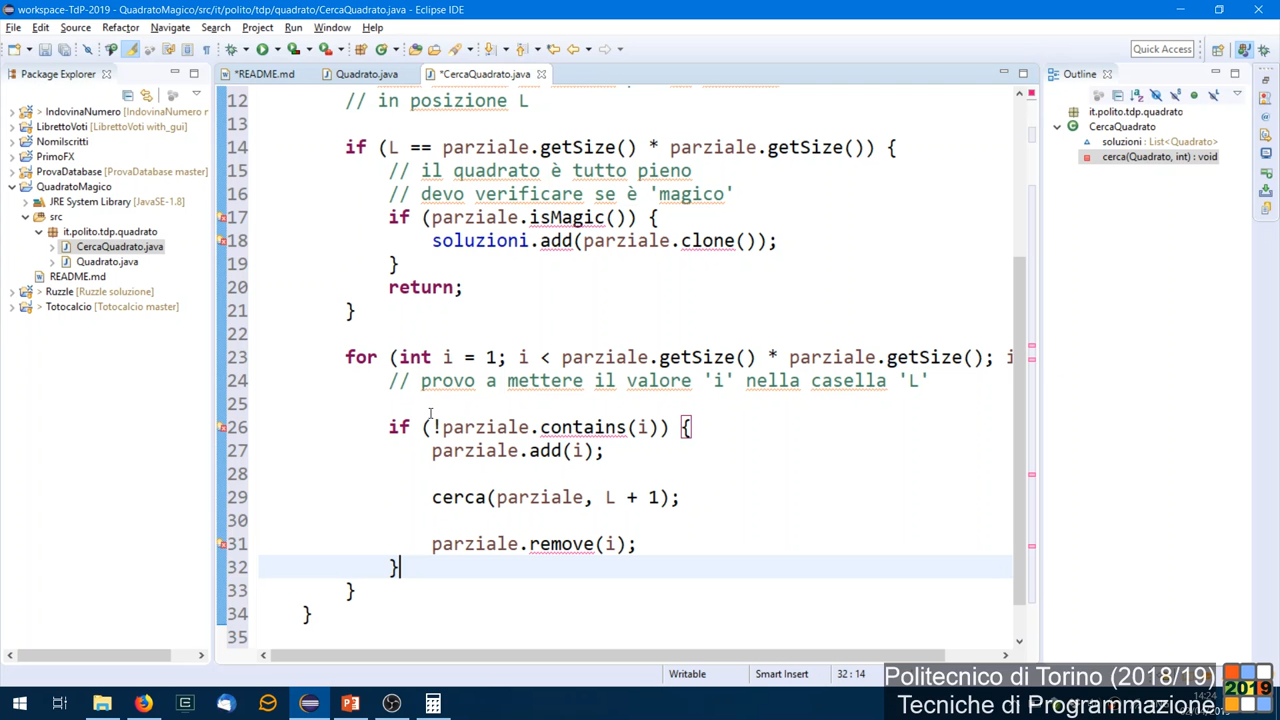 workspace-TdP-2019 - QuadratoMagico/src/it/polito/tdp/quadrato/CercaQuadrato.java - Eclipse IDE
File Edit Source Refactor Navigate Search Project Run Window Help
Quick Access
Package Explorer
*README.md
Quadrato.java
*CercaQuadrato.java
Outline
> IndovinaNumero [IndovinaNumero r
LibrettoVoti [LibrettoVoti with_gui]
NomiIscritti
PrimoFX
ProvaDatabase [ProvaDatabase master]
QuadratoMagico
JRE System Library [JavaSE-1.8]
src
it.polito.tdp.quadrato
CercaQuadrato.java
Quadrato.java
README.md
> Ruzzle [Ruzzle soluzione]
> Totocalcio [Totocalcio master]
12 // in posizione L
13
14 if (L == parziale.getSize() * parziale.getSize()) {
15 // il quadrato è tutto pieno
16 // devo verificare se è 'magico'
17 if (parziale.isMagic()) {
18 soluzioni.add(parziale.clone());
19 }
20 return;
21 }
22
23 for (int i = 1; i < parziale.getSize() * parziale.getSize(); i
24 // provo a mettere il valore 'i' nella casella 'L'
25
26 if (!parziale.contains(i)) {
27 parziale.add(i);
28
29 cerca(parziale, L + 1);
30
31 parziale.remove(i);
32 }
33 }
34 }
35
it.polito.tdp.quadrato
CercaQuadrato
soluzioni : List<Quadrato>
cerca(Quadrato, int) : void
Writable
Smart Insert
32 : 14
Politecnico di Torino (2018/19)
Tecniche di Programmazione
2019
14:24